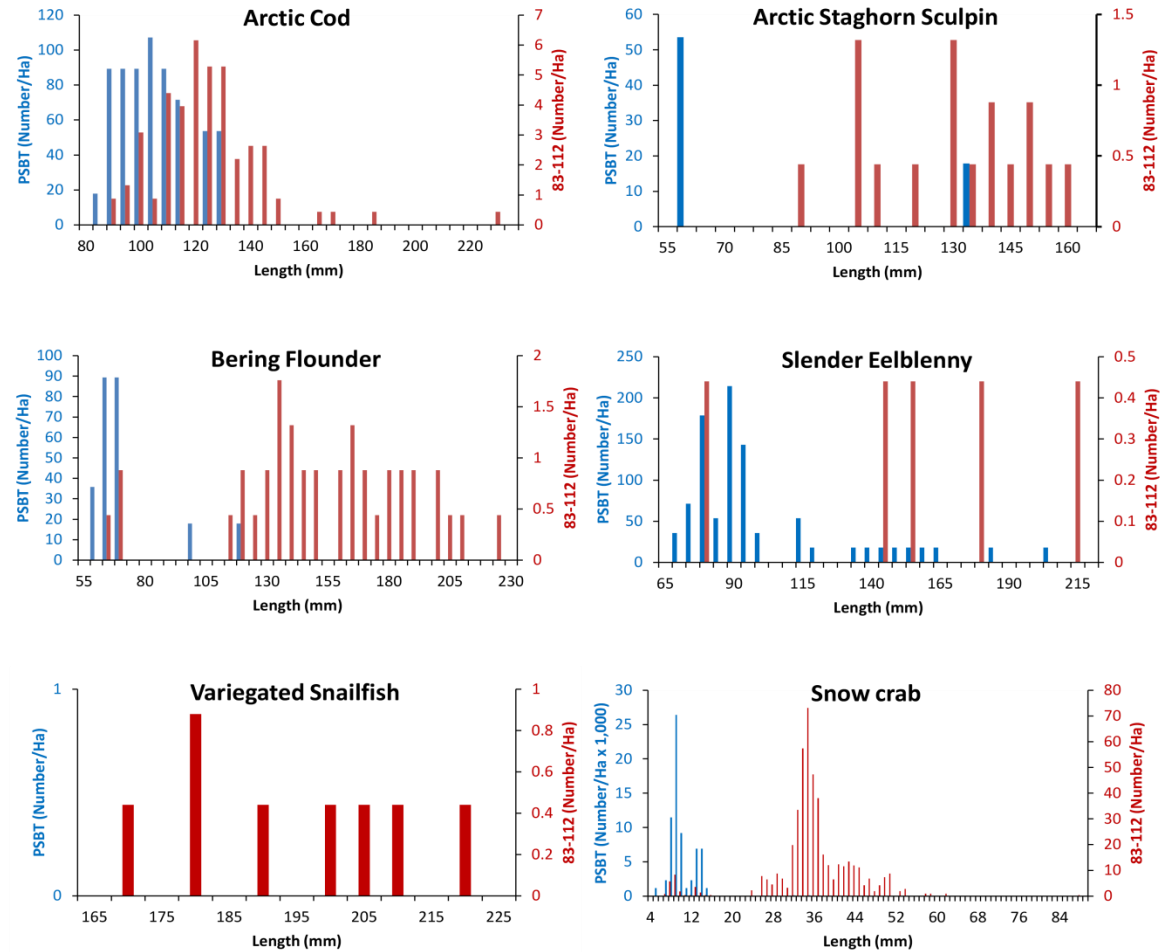 Arctic Cod
PSBT (Number/Ha)
120
100
80
60
40
20
0
7
6
5
4
3
2
1
0
83-112 (Number/Ha)
80 100 120 140 160 180 200 220
Length (mm)
Arctic Staghorn Sculpin
PSBT (Number/Ha)
60
50
40
30
20
10
0
1.5
1
0.5
0
83-112 (Number/Ha)
55 70 85 100 115 130 145 160
Length (mm)
Bering Flounder
PSBT (Number/Ha)
100
90
80
70
60
50
40
30
20
10
0
2
1.5
1
0.5
0
83-112 (Number/Ha)
55 80 105 130 155 180 205 230
Length (mm)
Slender Eelblenny
PSBT (Number/Ha)
250
200
150
100
50
0
0.5
0.4
0.3
0.2
0.1
0
83-112 (Number/Ha)
65 90 115 140 165 190 215
Length (mm)
Variegated Snailfish
PSBT (Number/Ha)
1
0
1
0.8
0.6
0.4
0.2
0
83-112 (Number/Ha)
165 175 185 195 205 215 225
Length (mm)
Snow crab
PSBT (Number/Ha x 1,000)
30
25
20
15
10
5
0
80
70
60
50
40
30
20
10
0
83-112 (Number/Ha)
4 12 20 28 36 44 52 60 68 76 84
Length (mm)